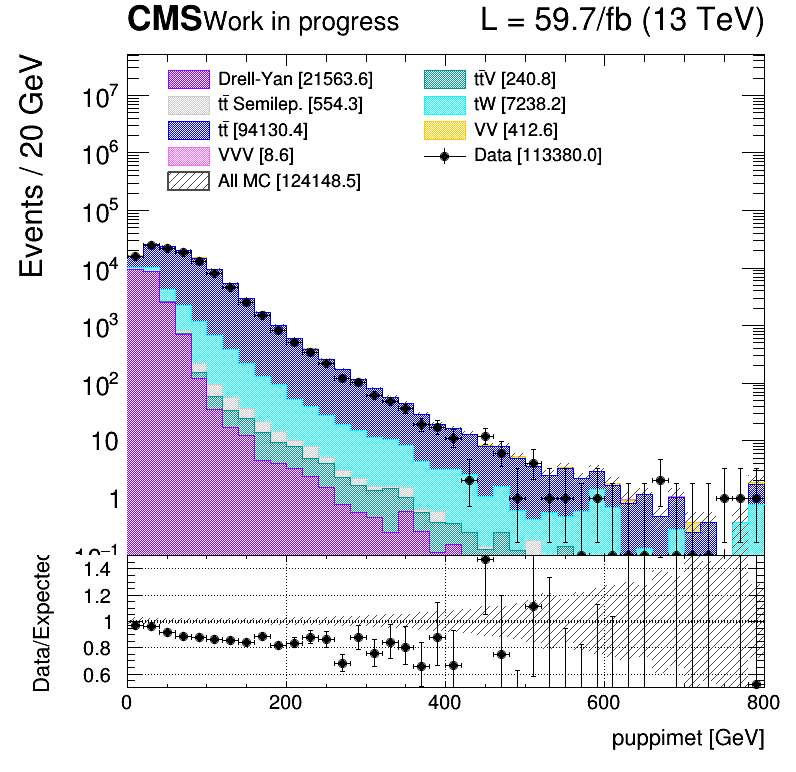 CMS Work in progress L = 59.7/fb (13 TeV)
Events / 20 GeV
Drell-Yan [21563.6]
tt̄ Semilep. [554.3]
tt̄ [94130.4]
VVV [8.6]
All MC [124148.5]
tt̄V [240.8]
tW [7238.2]
VV [412.6]
Data [113380.0]
10⁷
10⁶
10⁵
10⁴
10³
10²
10
1
10⁻¹
Data/Expected
1.4
1.2
1
0.8
0.6
0 200 400 600 800
puppimet [GeV]